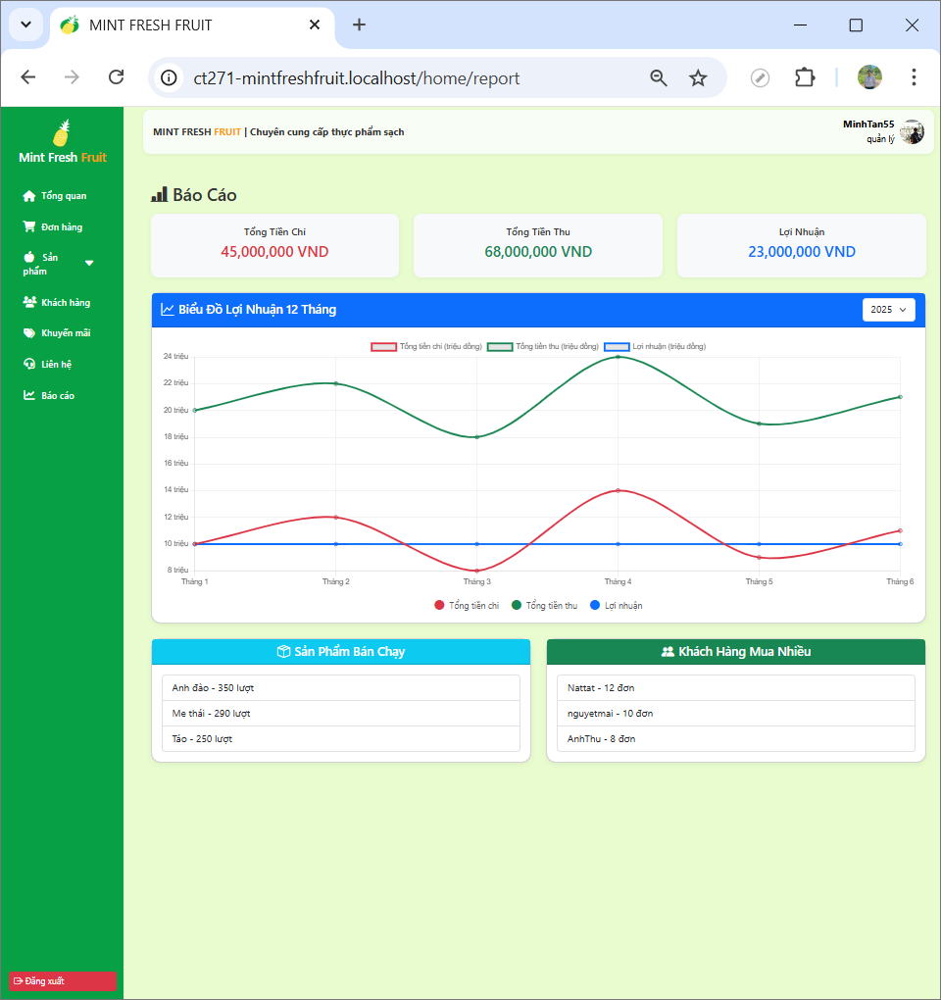 MINT FRESH FRUIT
ct271-mintfreshfruit.localhost/home/report
Mint Fresh Fruit
Tổng quan
Đơn hàng
Sản
phẩm
Khách hàng
Khuyến mãi
Liên hệ
Báo cáo
Đăng xuất
MINT FRESH FRUIT | Chuyên cung cấp thực phẩm sạch
MinhTan55
quản lý
Báo Cáo
Tổng Tiền Chi
45,000,000 VND
Tổng Tiền Thu
68,000,000 VND
Lợi Nhuận
23,000,000 VND
Biểu Đồ Lợi Nhuận 12 Tháng
2025
Tổng tiền chi (triệu đồng) Tổng tiền thu (triệu đồng) Lợi nhuận (triệu đồng)
24 triệu
22 triệu
20 triệu
18 triệu
16 triệu
14 triệu
12 triệu
10 triệu
8 triệu
Tháng 1 Tháng 2 Tháng 3 Tháng 4 Tháng 5 Tháng 6
Tổng tiền chi Tổng tiền thu Lợi nhuận
Sản Phẩm Bán Chạy
Anh đào - 350 lượt
Me thái - 290 lượt
Táo - 250 lượt
Khách Hàng Mua Nhiều
Nattat - 12 đơn
nguyetmai - 10 đơn
AnhThu - 8 đơn